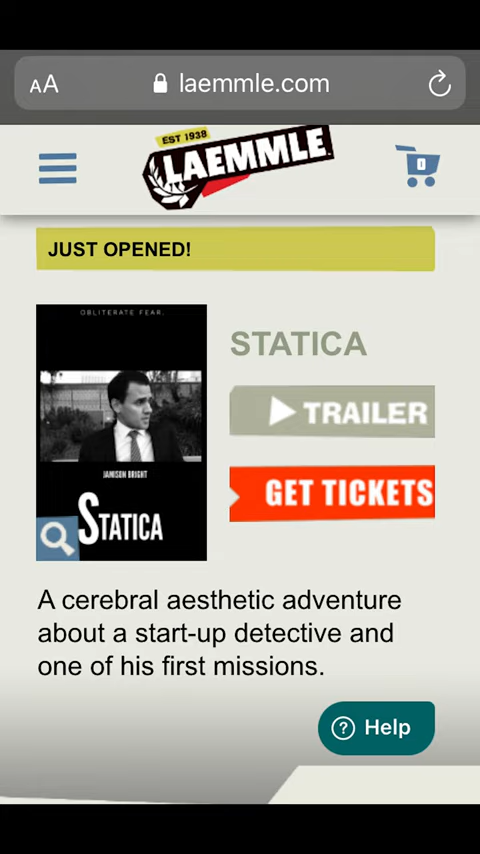 AA laemmle.com
EST 1938
LAEMMLE
0
JUST OPENED!
OBLITERATE FEAR.
JAMISON BRIGHT
STATICA
STATICA
TRAILER
GET TICKETS
A cerebral aesthetic adventure
about a start-up detective and
one of his first missions.
? Help